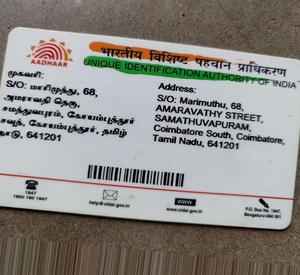 AADHAAR
भारतीय विशिष्ट पहचान प्राधिकरण
UNIQUE IDENTIFICATION AUTHORITY OF INDIA
முகவரி:
S/O: மாரிமுத்து, 68,
அமராவதி தெரு,
சமத்துவபுரம், கோயம்புத்தூர்
சவுத், கோயம்புத்தூர், தமிழ்
நாடு, 641201
Address:
S/O: Marimuthu, 68,
AMARAVATHY STREET,
SAMATHUVAPURAM,
Coimbatore South, Coimbatore,
Tamil Nadu, 641201
1947
1800 180 1947
help@uidai.gov.in
WWW
www.uidai.gov.in
P.O. Box No. 1947,
Bengaluru-560 001